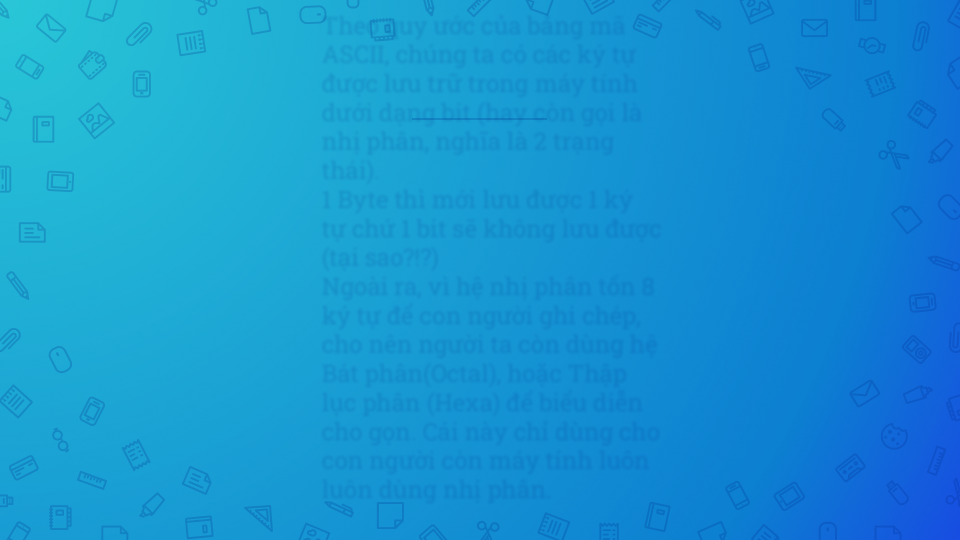 Theo quy ước của bảng mã
ASCII, chúng ta có các ký tự
được lưu trữ trong máy tính
dưới dạng bit (hay còn gọi là
nhị phân, nghĩa là 2 trạng
thái).
1 Byte thì mới lưu được 1 ký
tự chứ 1 bit sẽ không lưu được
(tại sao?!?)
Ngoài ra, vì hệ nhị phân tốn 8
ký tự để con người ghi chép,
cho nên người ta còn dùng hệ
Bát phân(Octal), hoặc Thập
lục phân (Hexa) để biểu diễn
cho gọn. Cái này chỉ dùng cho
con người còn máy tính luôn
luôn dùng nhị phân.